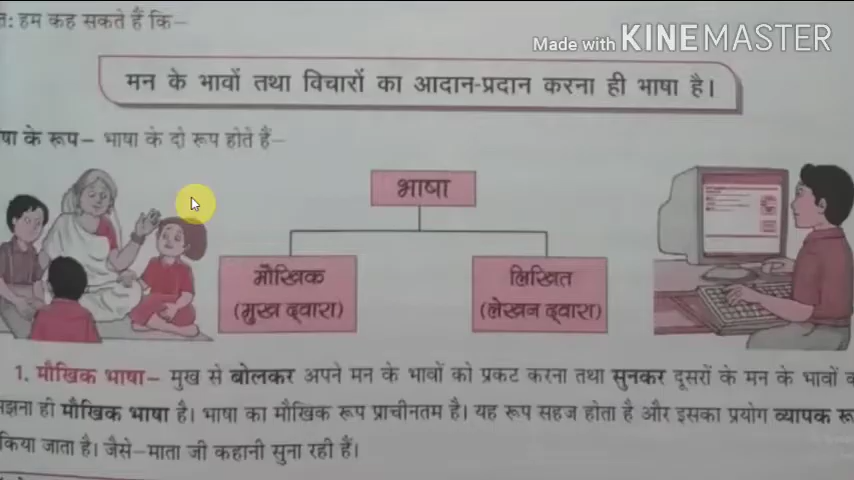 त: हम कह सकते हैं कि–
Made with KINEMASTER
मन के भावों तथा विचारों का आदान-प्रदान करना ही भाषा है।
षा के रूप– भाषा के दो रूप होते हैं–
भाषा
मौखिक
(मुख द्वारा)
लिखित
(लेखन द्वारा)
1. मौखिक भाषा– मुख से बोलकर अपने मन के भावों को प्रकट करना तथा सुनकर दूसरों के मन के भावों
मझना ही मौखिक भाषा है। भाषा का मौखिक रूप प्राचीनतम है। यह रूप सहज होता है और इसका प्रयोग व्यापक रू
किया जाता है। जैसे–माता जी कहानी सुना रही हैं।